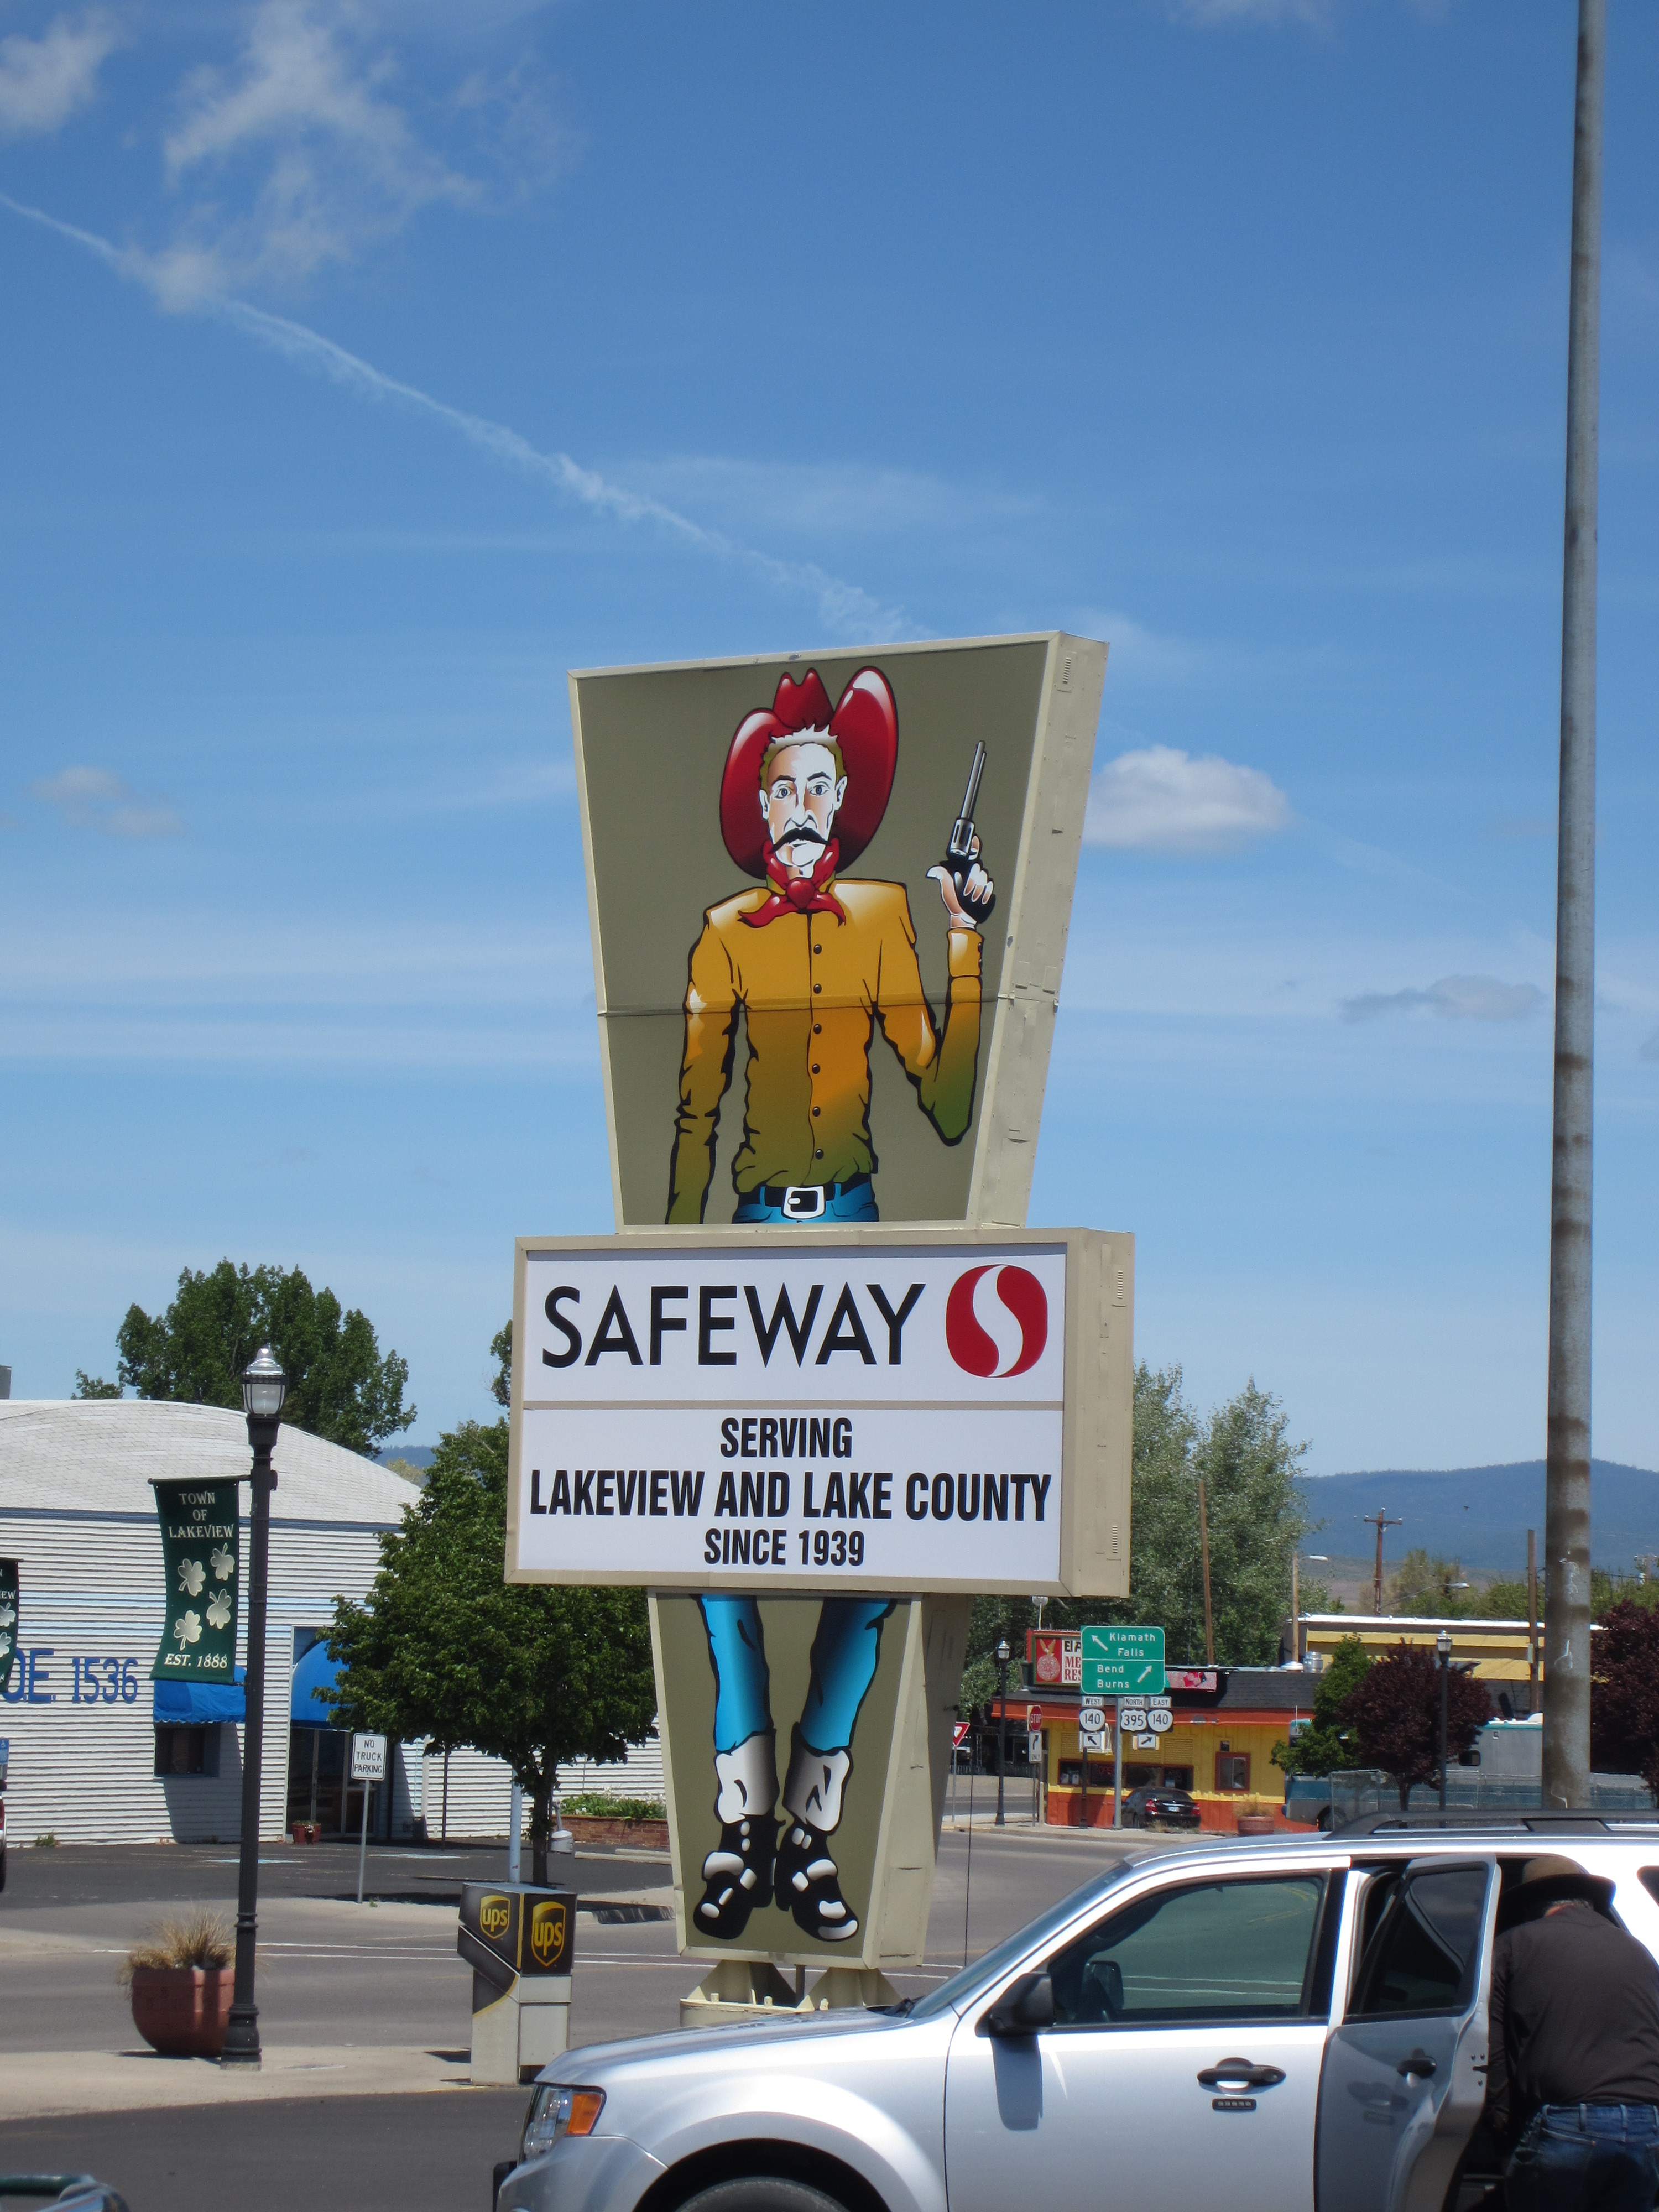 SAFEWAY
SERVING
LAKEVIEW AND LAKE COUNTY
SINCE 1939
TOWN
OF
LAKEVIEW
EST. 1888
1536
NO
TRUCK
PARKING
ups
ups
Klamath
Falls
Bend
Burns
WEST
140
NORTH
395
EAST
140
STOP